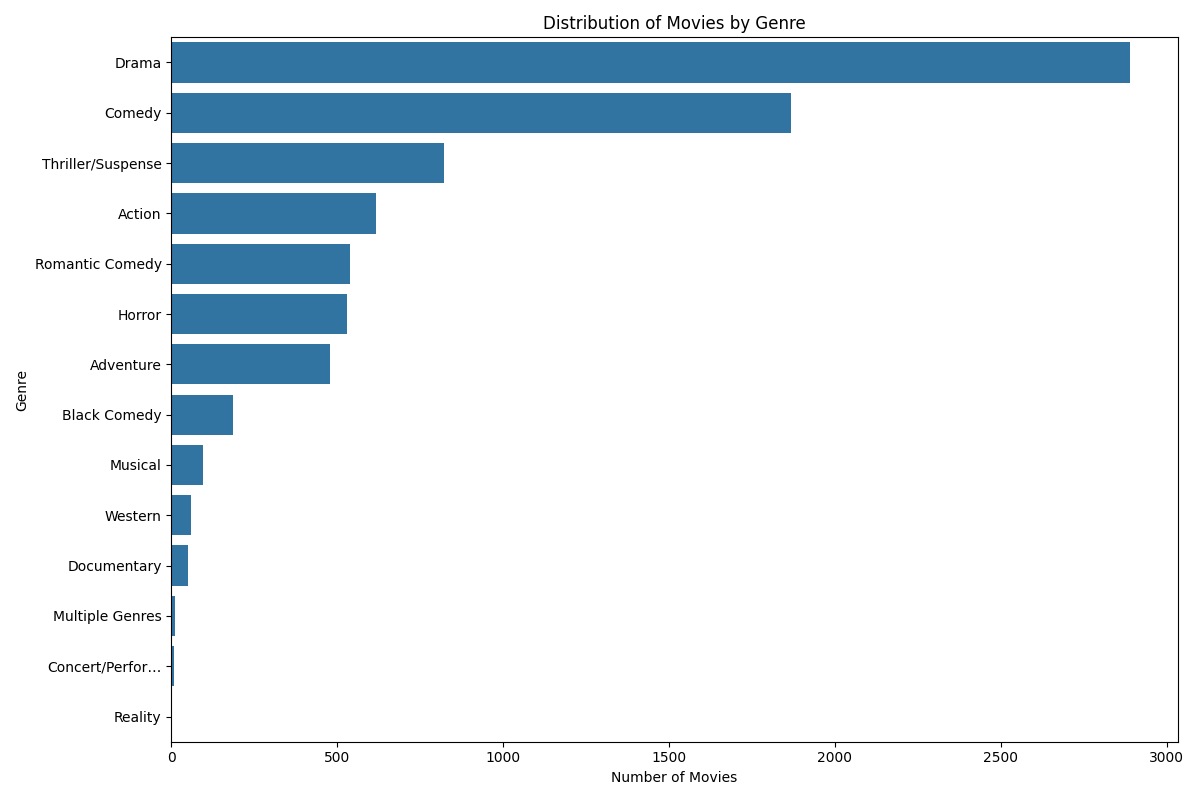 Distribution of Movies by Genre
Drama
Comedy
Thriller/Suspense
Action
Romantic Comedy
Horror
Adventure
Black Comedy
Musical
Western
Documentary
Multiple Genres
Concert/Perfor...
Reality
Genre
0 500 1000 1500 2000 2500 3000
Number of Movies